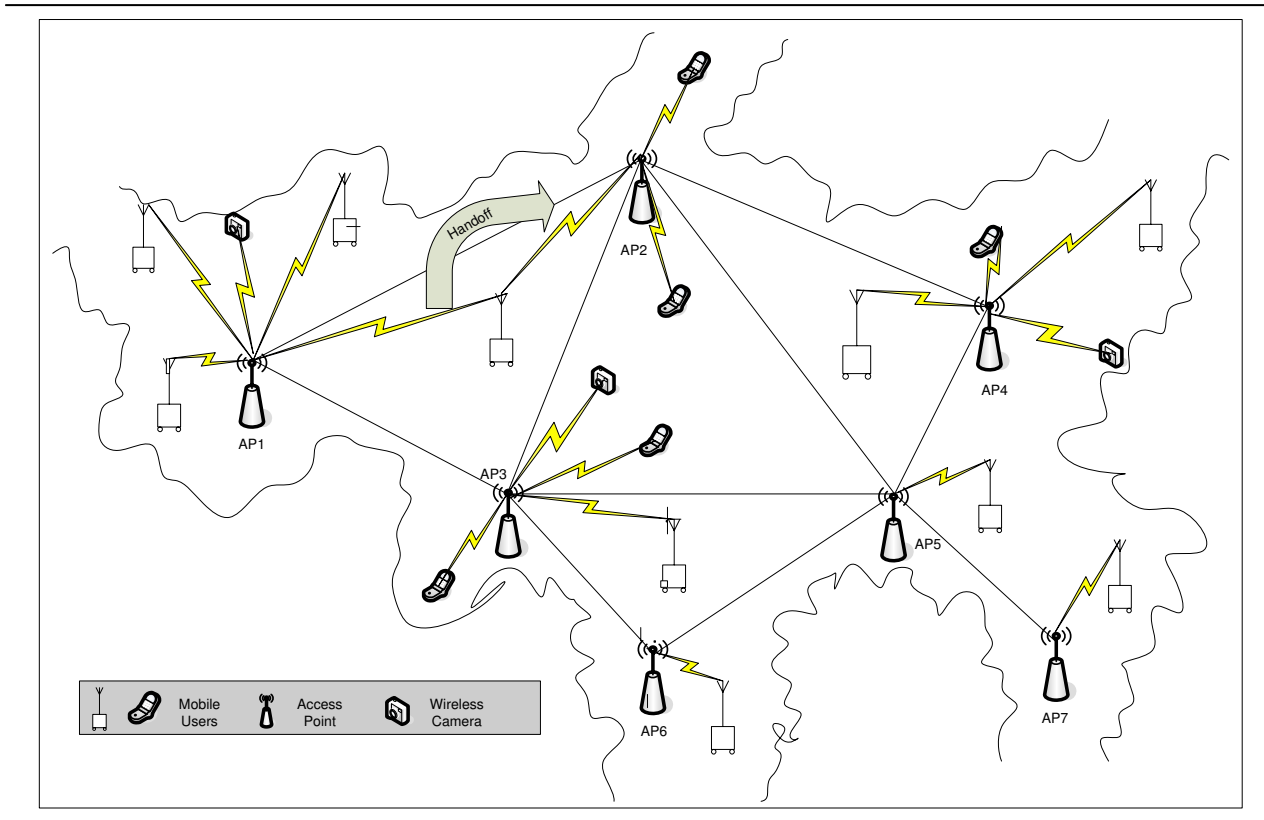 Handoff
AP2
AP4
AP1
AP3
AP5
AP6
AP7
Mobile
Users
Access
Point
Wireless
Camera